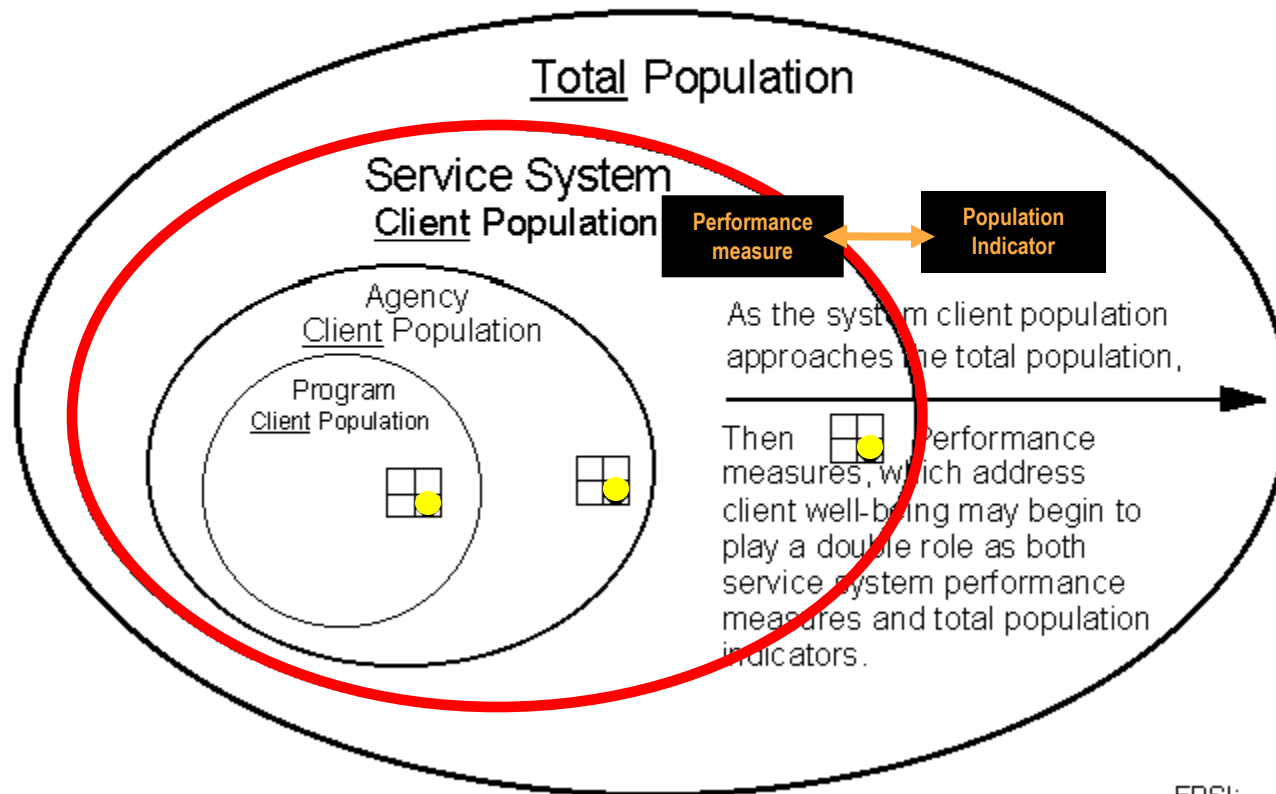 Total Population
Service System
Client Population
Performance
measure
Population
Indicator
Agency
Client Population
Program
Client Population
As the system client population
approaches the total population,
Then Performance
measures, which address
client well-being may begin to
play a double role as both
service system performance
measures and total population
indicators.